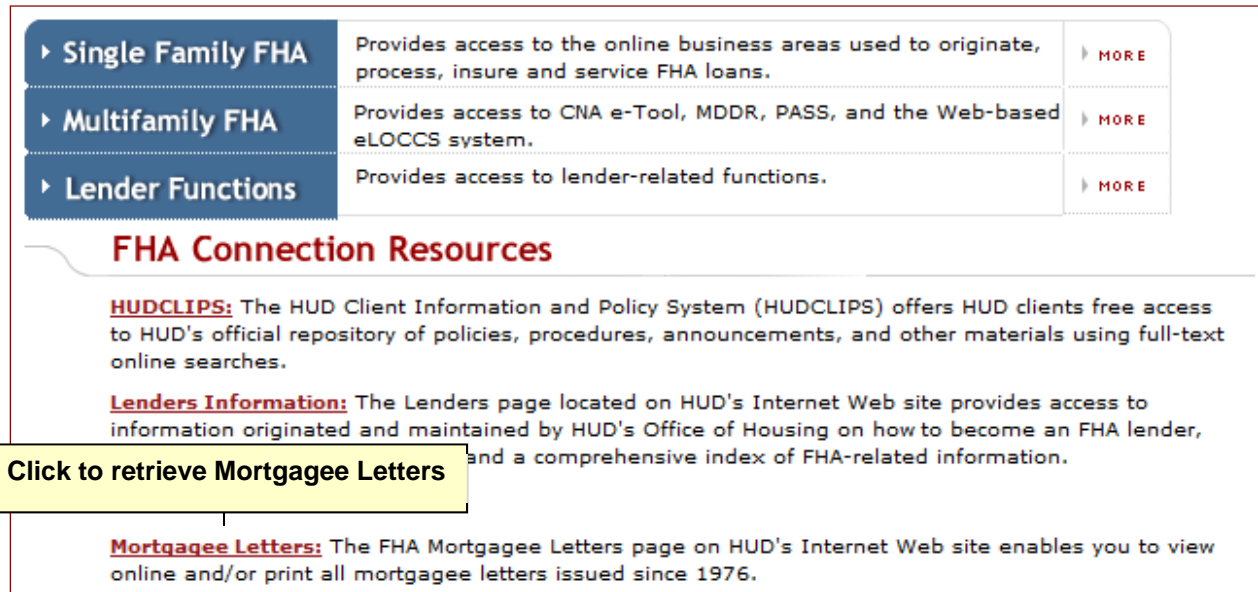 Single Family FHA
Provides access to the online business areas used to originate,
process, insure and service FHA loans.
MORE
Multifamily FHA
Provides access to CNA e-Tool, MDDR, PASS, and the Web-based
eLOCCS system.
MORE
Lender Functions
Provides access to lender-related functions.
MORE
FHA Connection Resources
HUDCLIPS: The HUD Client Information and Policy System (HUDCLIPS) offers HUD clients free access
to HUD's official repository of policies, procedures, announcements, and other materials using full-text
online searches.
Lenders Information: The Lenders page located on HUD's Internet Web site provides access to
information originated and maintained by HUD's Office of Housing on how to become an FHA lender,
and a comprehensive index of FHA-related information.
Click to retrieve Mortgagee Letters
Mortgagee Letters: The FHA Mortgagee Letters page on HUD's Internet Web site enables you to view
online and/or print all mortgagee letters issued since 1976.